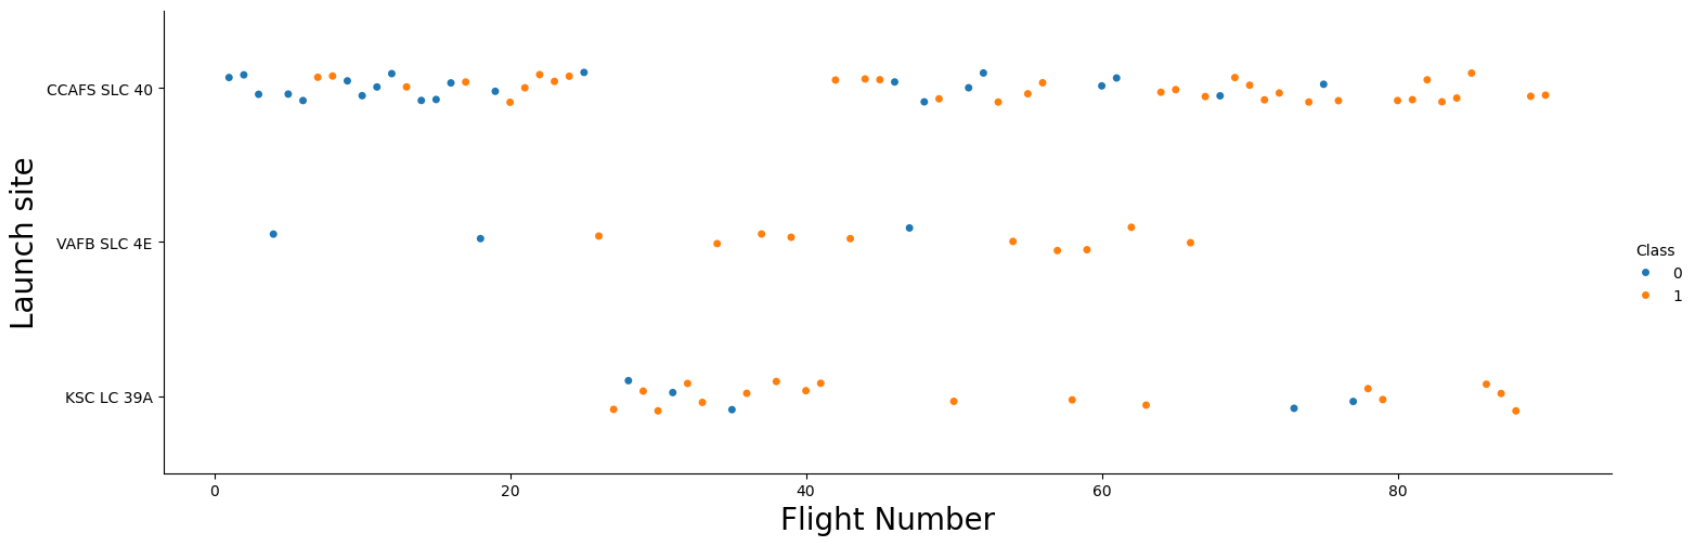 Launch site
CCAFS SLC 40
VAFB SLC 4E
KSC LC 39A
0 20 40 60 80
Flight Number
Class
0
1